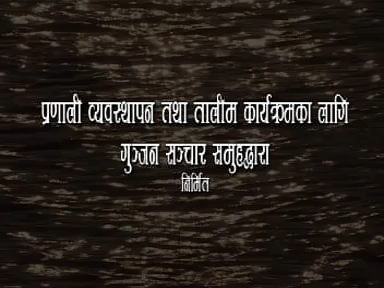 प्रणाली व्यवस्थापन तथा तालीम कार्यक्रमका लागि
गुञ्जन सञ्चार समुहद्धारा
निर्मित